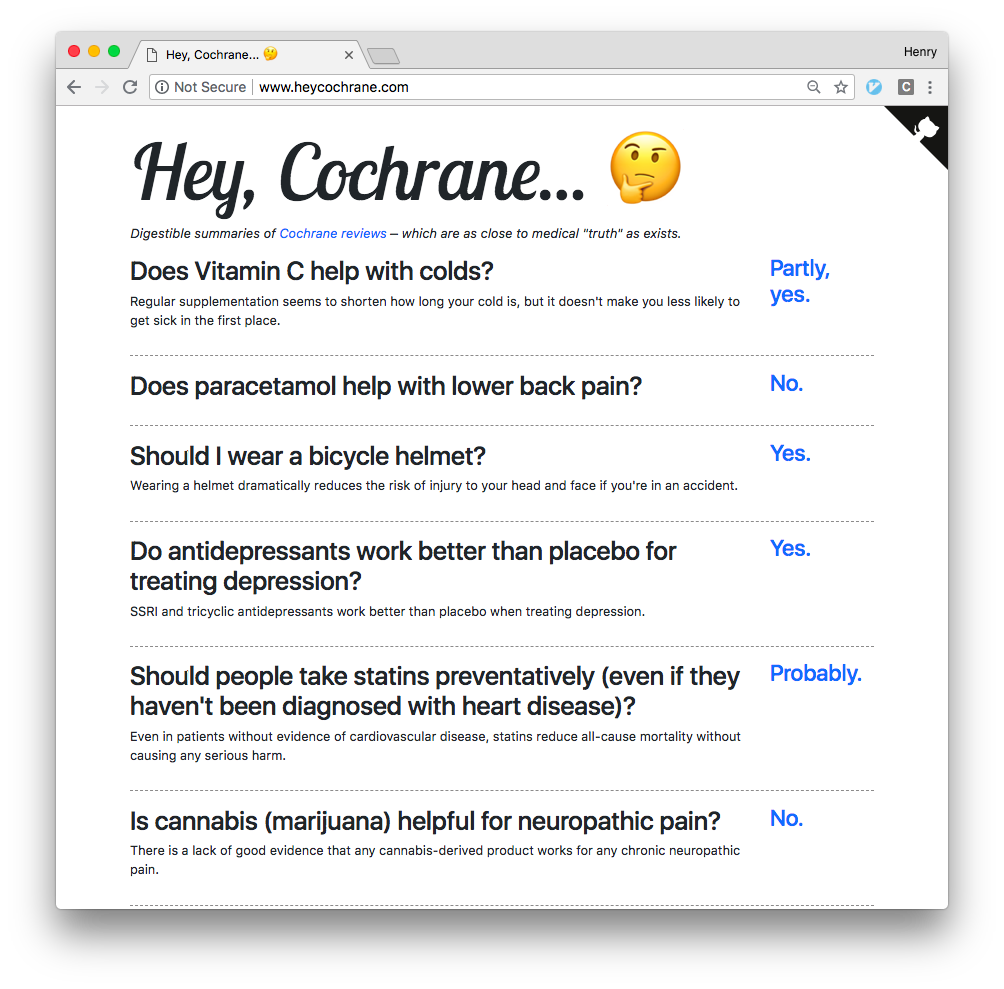 Hey, Cochrane... 🤔
Henry
Not Secure
www.heycochrane.com
C
Hey, Cochrane... 🤔
Digestible summaries of Cochrane reviews – which are as close to medical "truth" as exists.
Does Vitamin C help with colds?
Partly,
yes.
Regular supplementation seems to shorten how long your cold is, but it doesn't make you less likely to
get sick in the first place.
Does paracetamol help with lower back pain?
No.
Should I wear a bicycle helmet?
Yes.
Wearing a helmet dramatically reduces the risk of injury to your head and face if you're in an accident.
Do antidepressants work better than placebo for
treating depression?
Yes.
SSRI and tricyclic antidepressants work better than placebo when treating depression.
Should people take statins preventatively (even if they
haven't been diagnosed with heart disease)?
Probably.
Even in patients without evidence of cardiovascular disease, statins reduce all-cause mortality without
causing any serious harm.
Is cannabis (marijuana) helpful for neuropathic pain?
No.
There is a lack of good evidence that any cannabis-derived product works for any chronic neuropathic
pain.